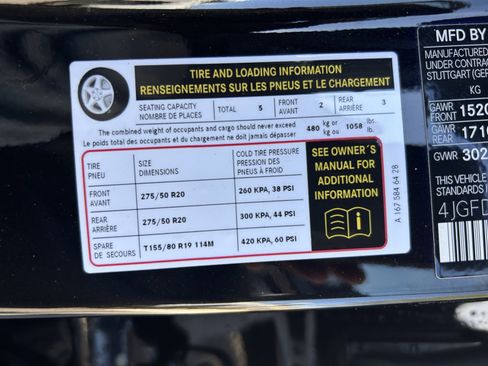 TIRE AND LOADING INFORMATION
RENSEIGNEMENTS SUR LES PNEUS ET LE CHARGEMENT
SEATING CAPACITY TOTAL 5 FRONT 2 REAR 3
NOMBRE DE PLACES AVANT ARRIÈRE
The combined weight of occupants and cargo should never exceed 480 kg or 1058 lbs.
Le poids total des occupants et du chargement ne doit jamais dépasser kg ou lb.
TIRE SIZE COLD TIRE PRESSURE
PNEU DIMENSIONS PRESSION DES
PNEUS À FROID
FRONT 275/50 R20 260 KPA, 38 PSI
AVANT
REAR 275/50 R20 300 KPA, 44 PSI
ARRIÈRE
SPARE T155/80 R19 114M 420 KPA, 60 PSI
DE SECOURS
SEE OWNER´S
MANUAL FOR
ADDITIONAL
INFORMATION
A 167 584 64 28
MFD BY
MANUFACTURED
UNDER CONTRAC
STUTTGART (GER
KG
GAWR
FRONT 1520
GAWR
REAR 1710
GVWR 302
THIS VEHICLE
STANDARDS I
4JGFD